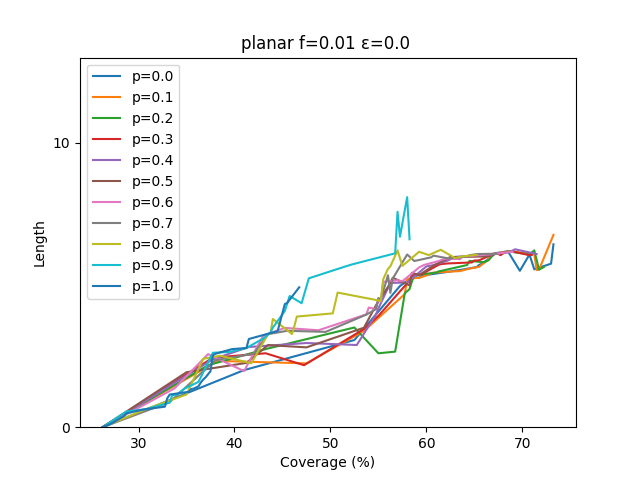 planar f=0.01 ε=0.0
p=0.0
p=0.1
p=0.2
p=0.3
p=0.4
p=0.5
p=0.6
p=0.7
p=0.8
p=0.9
p=1.0
Length
10
0
30 40 50 60 70
Coverage (%)